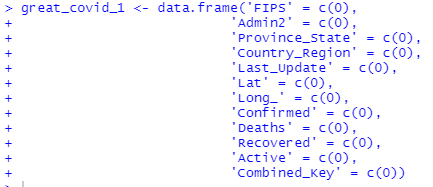 > great_covid_1 <- data.frame('FIPS' = c(0),
+ 'Admin2' = c(0),
+ 'Province_State' = c(0),
+ 'Country_Region' = c(0),
+ 'Last_Update' = c(0),
+ 'Lat' = c(0),
+ 'Long_' = c(0),
+ 'Confirmed' = c(0),
+ 'Deaths' = c(0),
+ 'Recovered' = c(0),
+ 'Active' = c(0),
+ 'Combined_Key' = c(0))
>